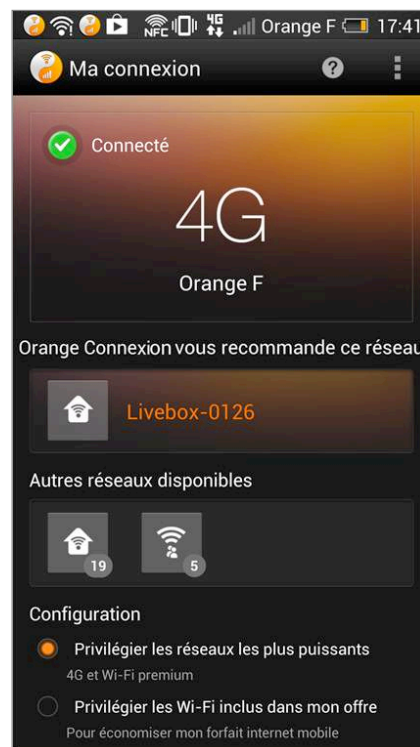 NFC 4G Orange F 17:41
Ma connexion ?
Connecté
4G
Orange F
Orange Connexion vous recommande ce réseau
Livebox-0126
Autres réseaux disponibles
19 5
Configuration
Privilégier les réseaux les plus puissants
4G et Wi-Fi premium
Privilégier les Wi-Fi inclus dans mon offre
Pour économiser mon forfait internet mobile